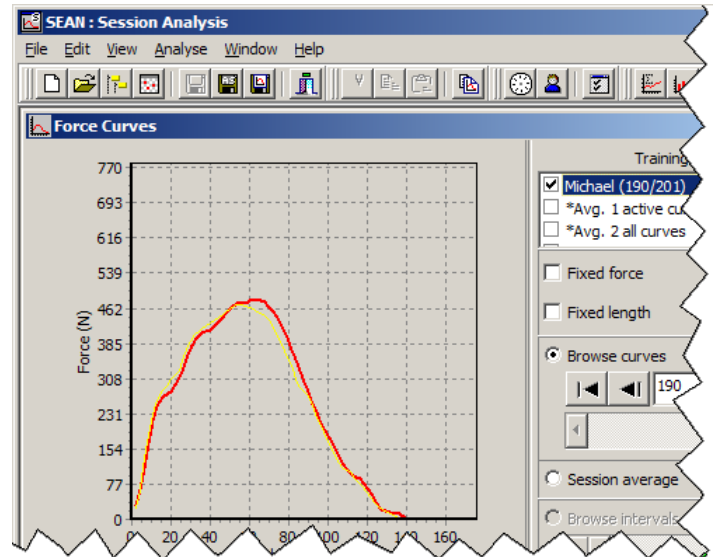 SEAN : Session Analysis
File Edit View Analyse Window Help
Force Curves
770
693
616
539
462
385
308
231
154
77
0
Force (N)
20 40 80 120 140 160
Training
Michael (190/201)
*Avg. 1 active cu
*Avg. 2 all curves
Fixed force
Fixed length
Browse curves
190
Session average
Browse intervals